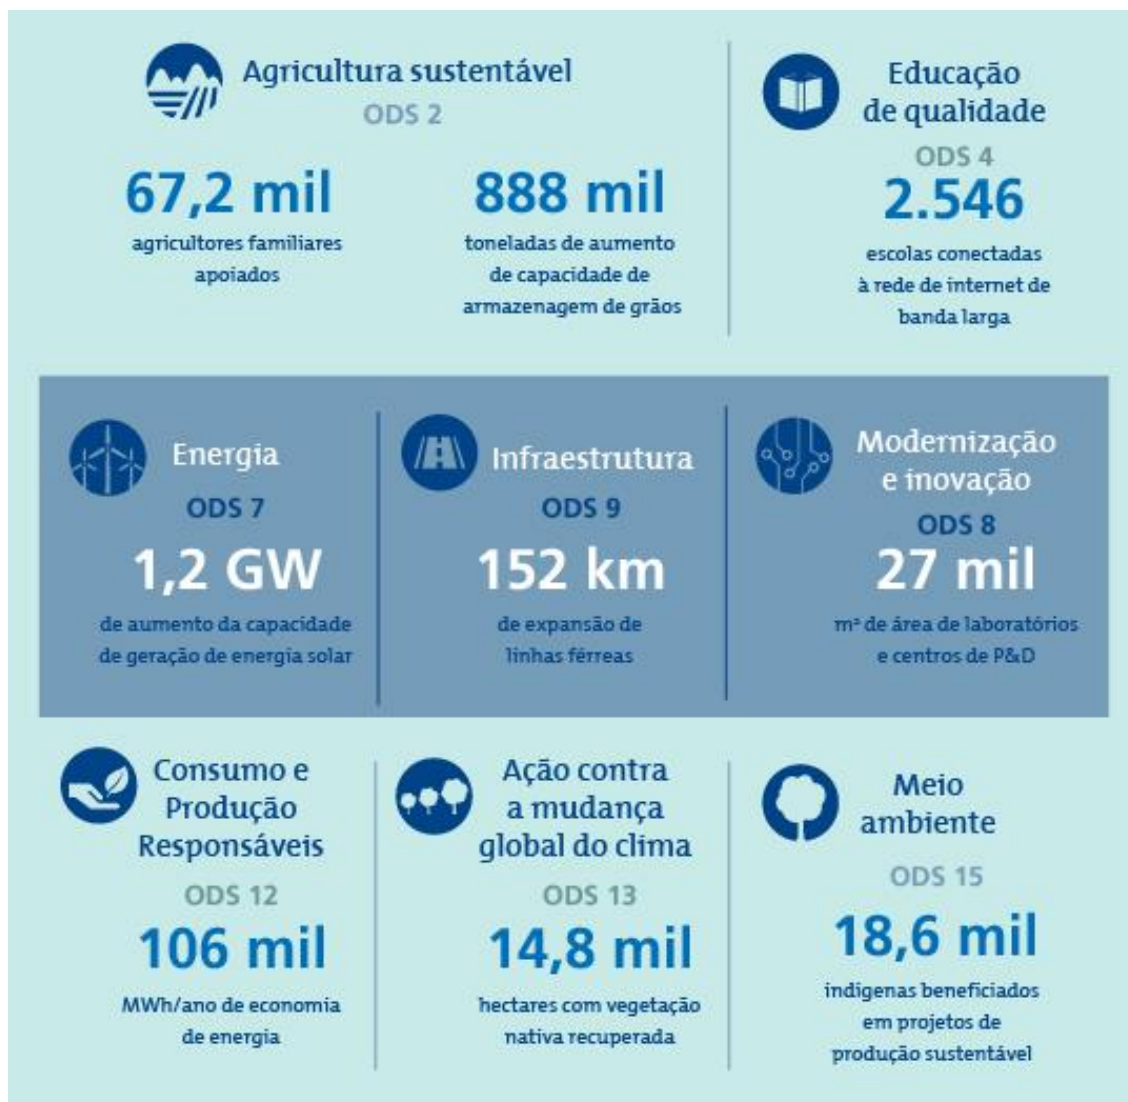 Agricultura sustentável
ODS 2
67,2 mil
agricultores familiares
apoiados
888 mil
toneladas de aumento
de capacidade de
armazenagem de grãos
Educação
de qualidade
ODS 4
2.546
escolas conectadas
à rede de internet de
banda larga
Energia
ODS 7
1,2 GW
de aumento da capacidade
de geração de energia solar
Infraestrutura
ODS 9
152 km
de expansão de
linhas férreas
Modernização
e inovação
ODS 8
27 mil
m² de área de laboratórios
e centros de P&D
Consumo e
Produção
Responsáveis
ODS 12
106 mil
MWh/ano de economia
de energia
Ação contra
a mudança
global do clima
ODS 13
14,8 mil
hectares com vegetação
nativa recuperada
Meio
ambiente
ODS 15
18,6 mil
indígenas beneficiados
em projetos de
produção sustentável